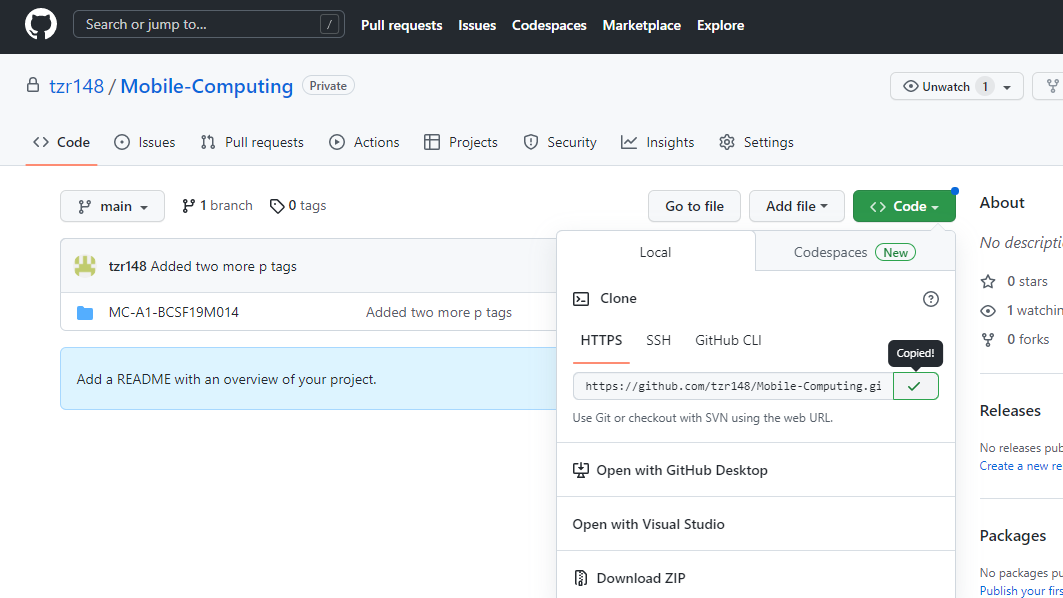 Search or jump to... / Pull requests Issues Codespaces Marketplace Explore
tzr148 / Mobile-Computing Private Unwatch 1
Code Issues Pull requests Actions Projects Security Insights Settings
main 1 branch 0 tags Go to file Add file Code
tzr148 Added two more p tags
MC-A1-BCSF19M014 Added two more p tags
Add a README with an overview of your project.
Local Codespaces New
Clone
HTTPS SSH GitHub CLI
Copied!
https://github.com/tzr148/Mobile-Computing.gi
Use Git or checkout with SVN using the web URL.
Open with GitHub Desktop
Open with Visual Studio
Download ZIP
About
No descripti
0 stars
1 watchin
0 forks
Releases
No releases pub
Create a new re
Packages
No packages pu
Publish your firs